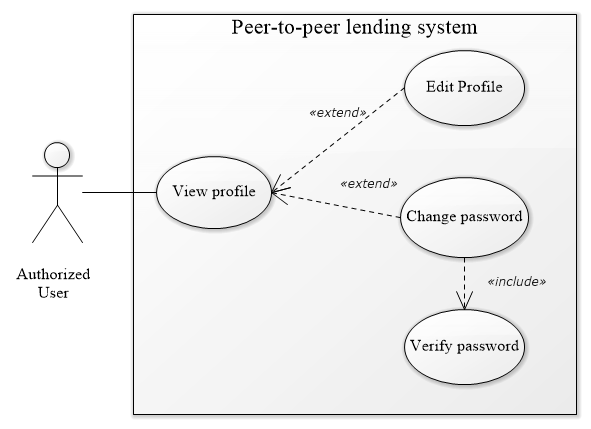 Peer-to-peer lending system
Edit Profile
«extend»
View profile
«extend»
Change password
Authorized
User
«include»
Verify password